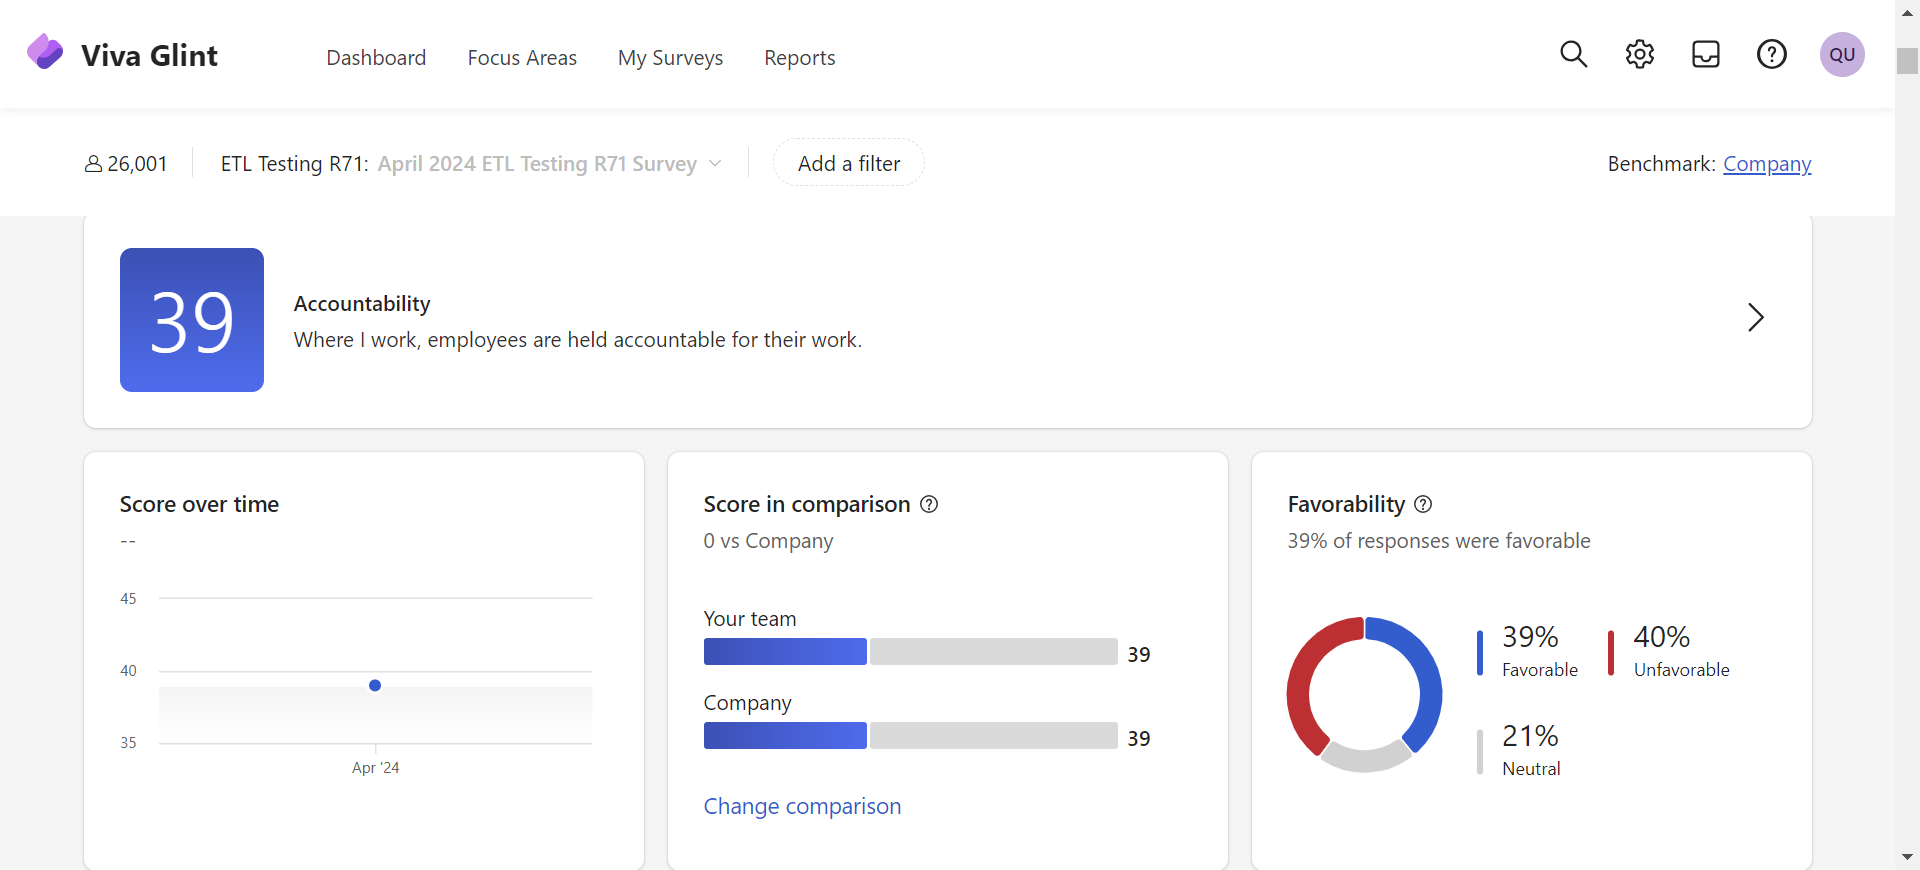 Viva Glint
Dashboard
Focus Areas
My Surveys
Reports
QU
26,001
ETL Testing R71: April 2024 ETL Testing R71 Survey
Add a filter
Benchmark: Company
39
Accountability
Where I work, employees are held accountable for their work.
Score over time
--
45
40
35
Apr '24
Score in comparison
0 vs Company
Your team
39
Company
39
Change comparison
Favorability
39% of responses were favorable
39%
Favorable
40%
Unfavorable
21%
Neutral